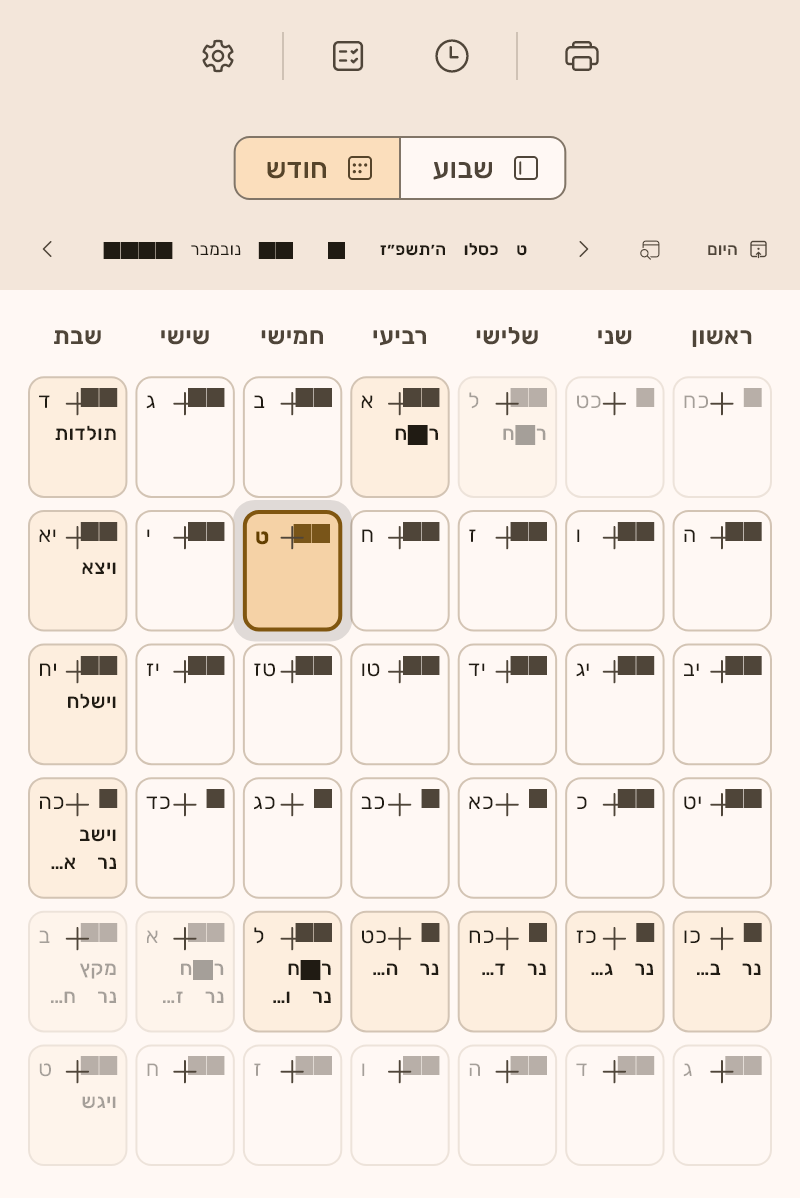 שבוע חודש
היום ט כסלו ה׳תשפ״ז נובמבר
ראשון שני שלישי רביעי חמישי שישי שבת
כח כט ל א ב ג ד
תולדות
ה ו ז ח ט י יא
ויצא
יב יג יד טו טז יז יח
וישלח
יט כ כא כב כג כד כה
וישב
נר א...
כו כז כח כט ל א ב
נר ב... נר ג... נר ד... נר ה... מקץ
נר ו... נר ז... נר ח...
ג ד ה ו ז ח ט
ויגש